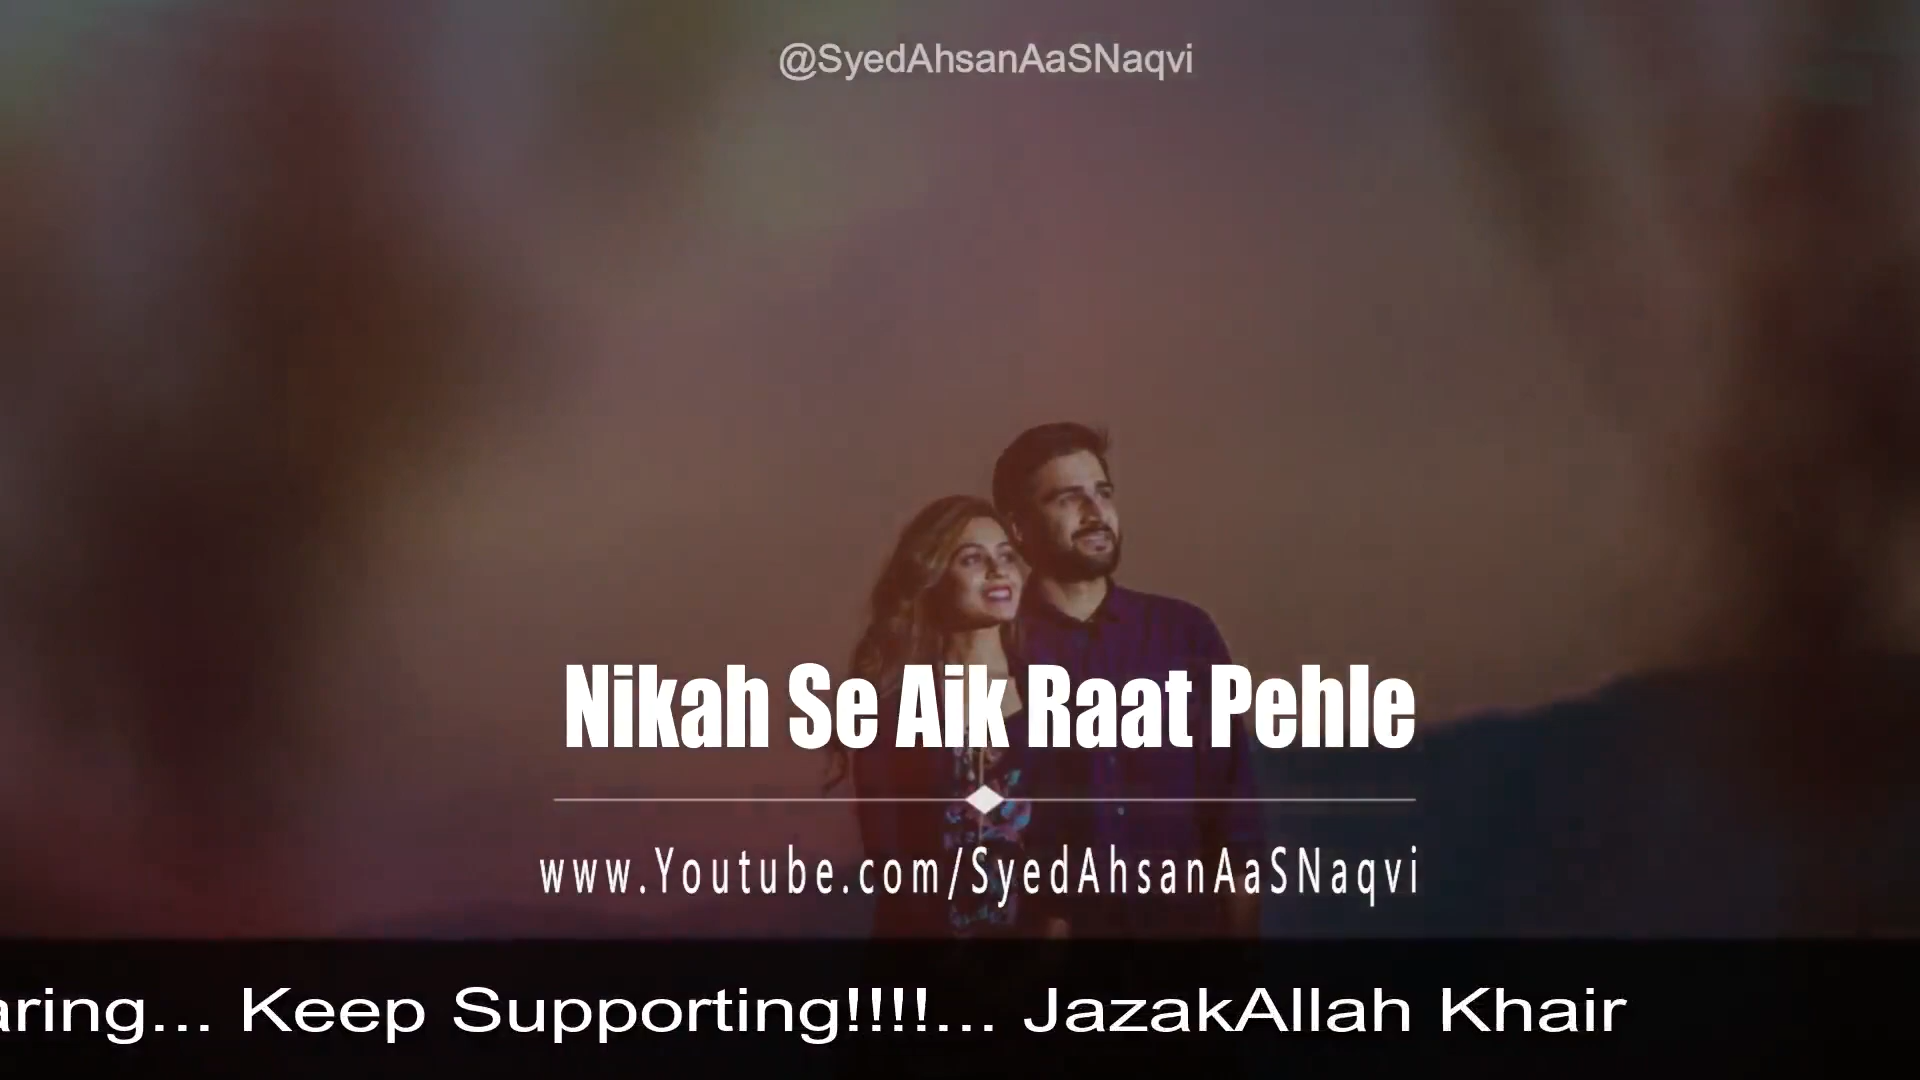 @SyedAhsanAaSNaqvi
Nikah Se Aik Raat Pehle
www.Youtube.com/SyedAhsanAaSNaqvi
aring... Keep Supporting!!!!... JazakAllah Khair